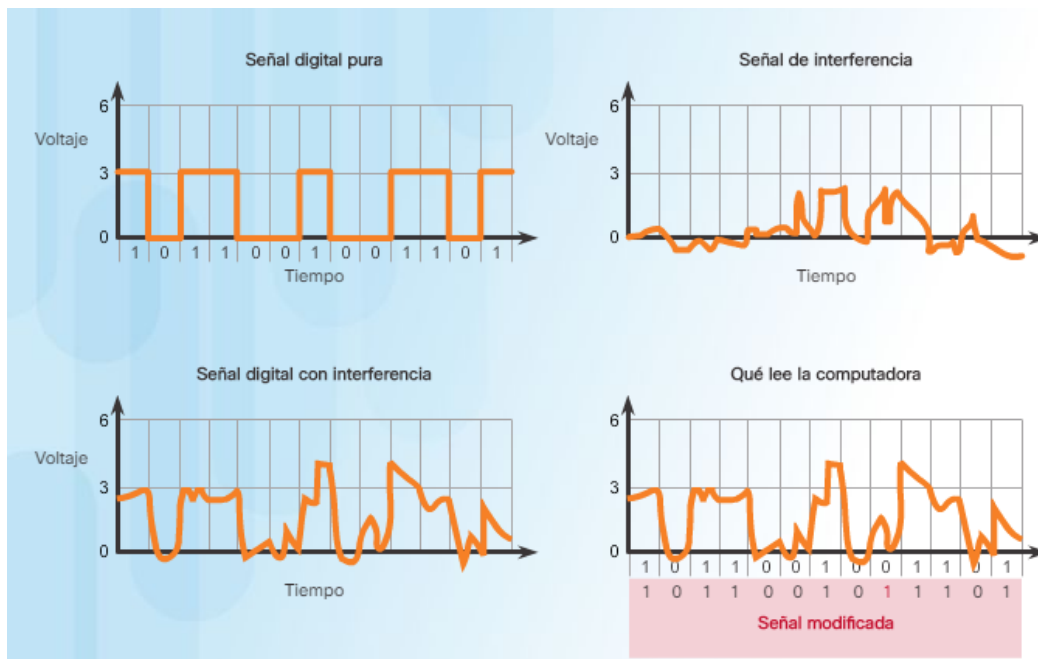 Señal digital pura
6
Voltaje
3
0
1 0 1 1 0 0 1 0 0 1 1 0 1
Tiempo
Señal de interferencia
6
Voltaje
3
0
Tiempo
Señal digital con interferencia
6
Voltaje
3
0
Tiempo
Qué lee la computadora
6
3
0
1 0 1 1 0 0 1 0 0 1 1 0 1
1 0 1 1 0 0 1 0 1 1 1 0 1
Señal modificada